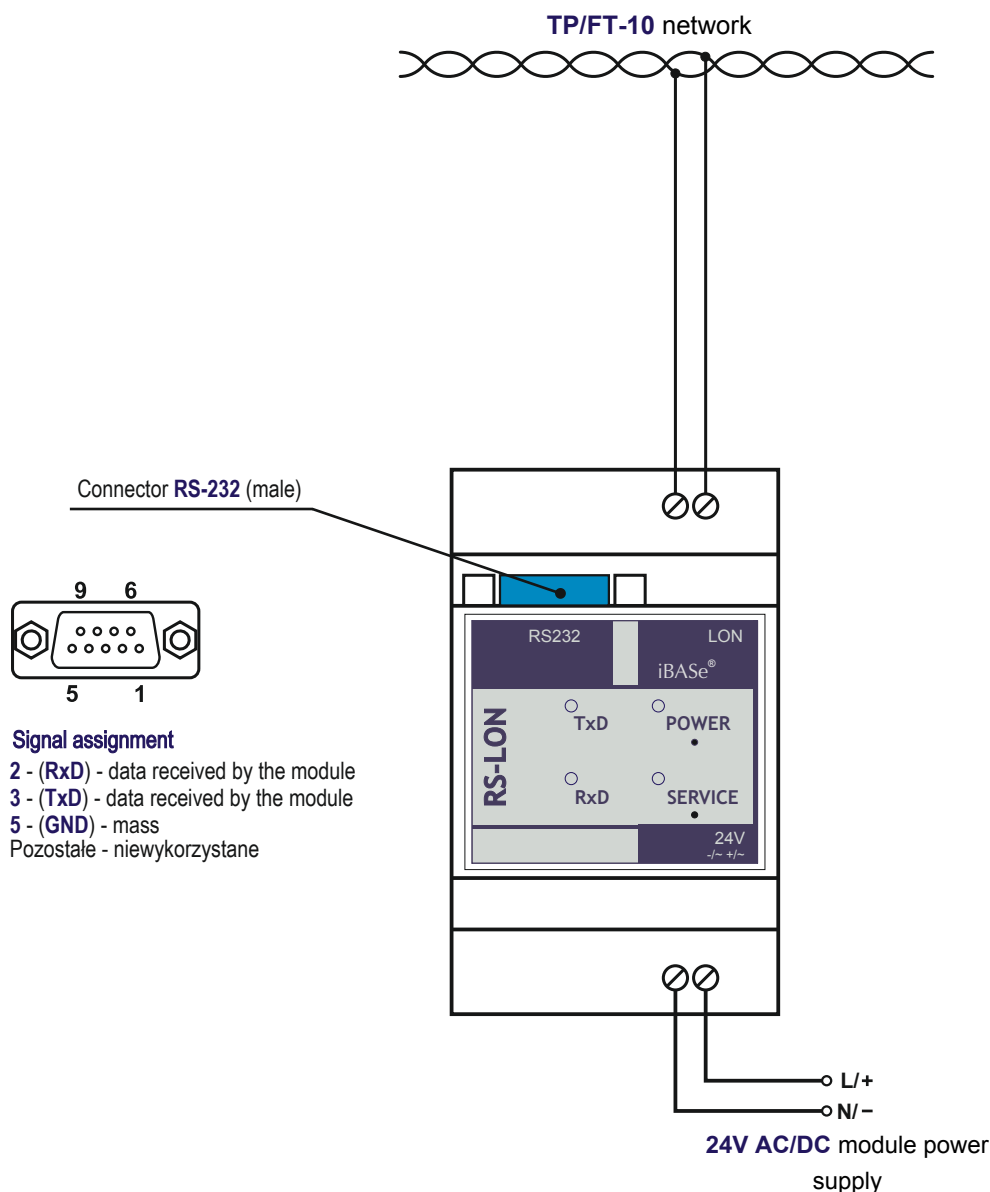 TP/FT-10 network
Connector RS-232 (male)
9 6
5 1
Signal assignment
2 - (RxD) - data received by the module
3 - (TxD) - data received by the module
5 - (GND) - mass
Pozostałe - niewykorzystane
RS232
LON
iBASe®
RS-LON
TxD
POWER
RxD
SERVICE
24V
-/~ +/~
L/+
N/−
24V AC/DC module power
supply